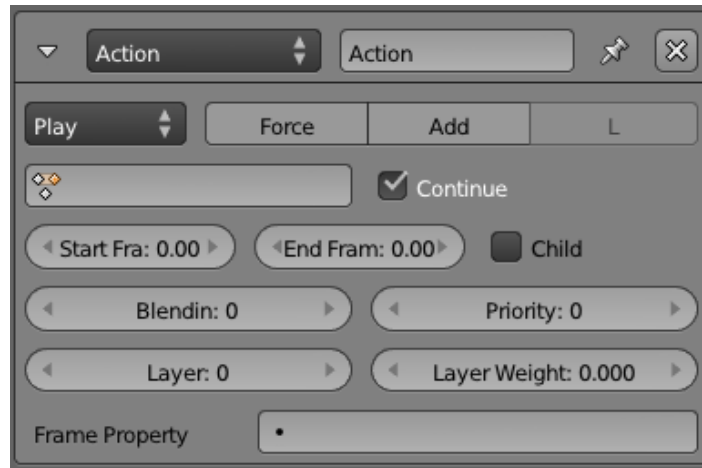 Action Action
Play Force Add L
Continue
Start Fra: 0.00 End Fram: 0.00 Child
Blendin: 0 Priority: 0
Layer: 0 Layer Weight: 0.000
Frame Property